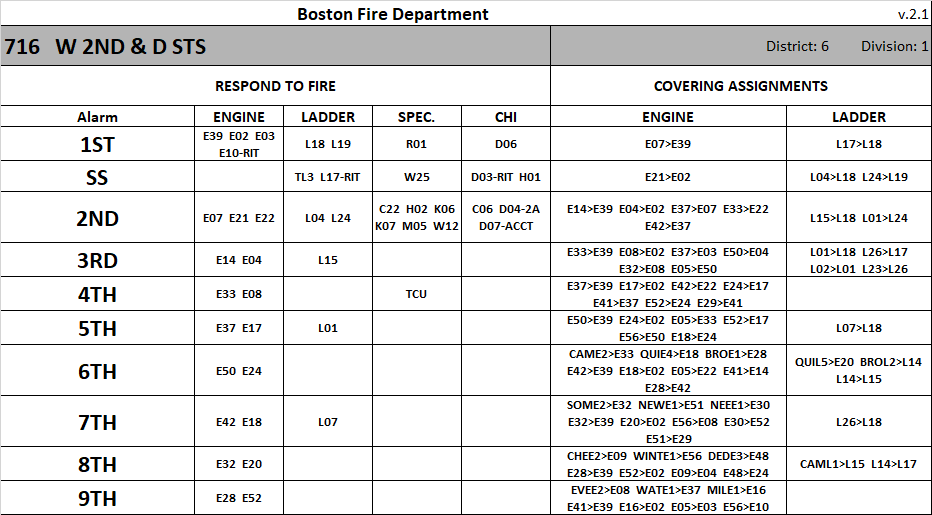 Boston Fire Department v.2.1
716 W 2ND & D STS District: 6 Division: 1
RESPOND TO FIRE COVERING ASSIGNMENTS
Alarm ENGINE LADDER SPEC. CHI ENGINE LADDER
1ST E39 E02 E03 L18 L19 R01 D06 E07>E39 L17>L18
E10-RIT
SS TL3 L17-RIT W25 D03-RIT H01 E21>E02 L04>L18 L24>L19
2ND E07 E21 E22 L04 L24 C22 H02 K06 C06 D04-2A E14>E39 E04>E02 E37>E07 E33>E22 L15>L18 L01>L24
K07 M05 W12 D07-ACCT E42>E37
3RD E14 E04 L15 E33>E39 E08>E02 E37>E03 E50>E04 L01>L18 L26>L17
E32>E08 E05>E50 L02>L01 L23>L26
4TH E33 E08 TCU E37>E39 E17>E02 E42>E22 E24>E17
E41>E37 E52>E24 E29>E41
5TH E37 E17 L01 E50>E39 E24>E02 E05>E33 E52>E17 L07>L18
E56>E50 E18>E24
6TH E50 E24 CAME2>E33 QUIE4>E18 BROE1>E28 QUIL5>E20 BROL2>L14
E42>E39 E18>E02 E05>E22 E41>E14 L14>L15
E28>E42
7TH E42 E18 L07 SOME2>E32 NEWE1>E51 NEEE1>E30 L26>L18
E32>E39 E20>E02 E56>E08 E30>E52
E51>E29
8TH E32 E20 CHEE2>E09 WINTE1>E56 DEDE3>E48 CAML1>L15 L14>L17
E28>E39 E52>E02 E09>E04 E48>E24
9TH E28 E52 EVEE2>E08 WATE1>E37 MILE1>E16
E41>E39 E16>E02 E05>E03 E56>E10